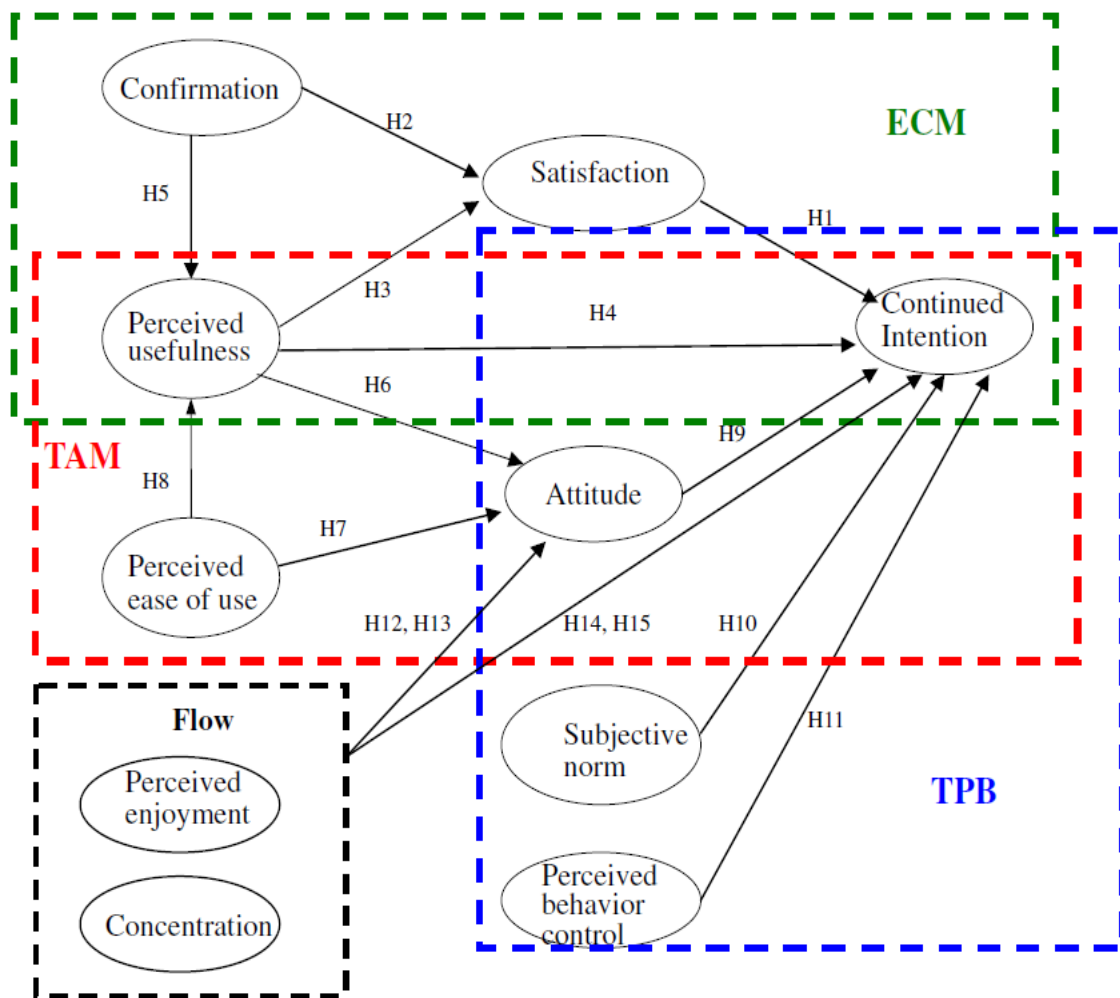 Confirmation
H2
ECM
Satisfaction
H5
H1
H3
H4
Perceived
usefulness
Continued
Intention
H6
TAM
H9
H8
Attitude
H7
Perceived
ease of use
H12, H13
H14, H15
H10
Flow
Subjective
norm
H11
Perceived
enjoyment
TPB
Perceived
behavior
control
Concentration